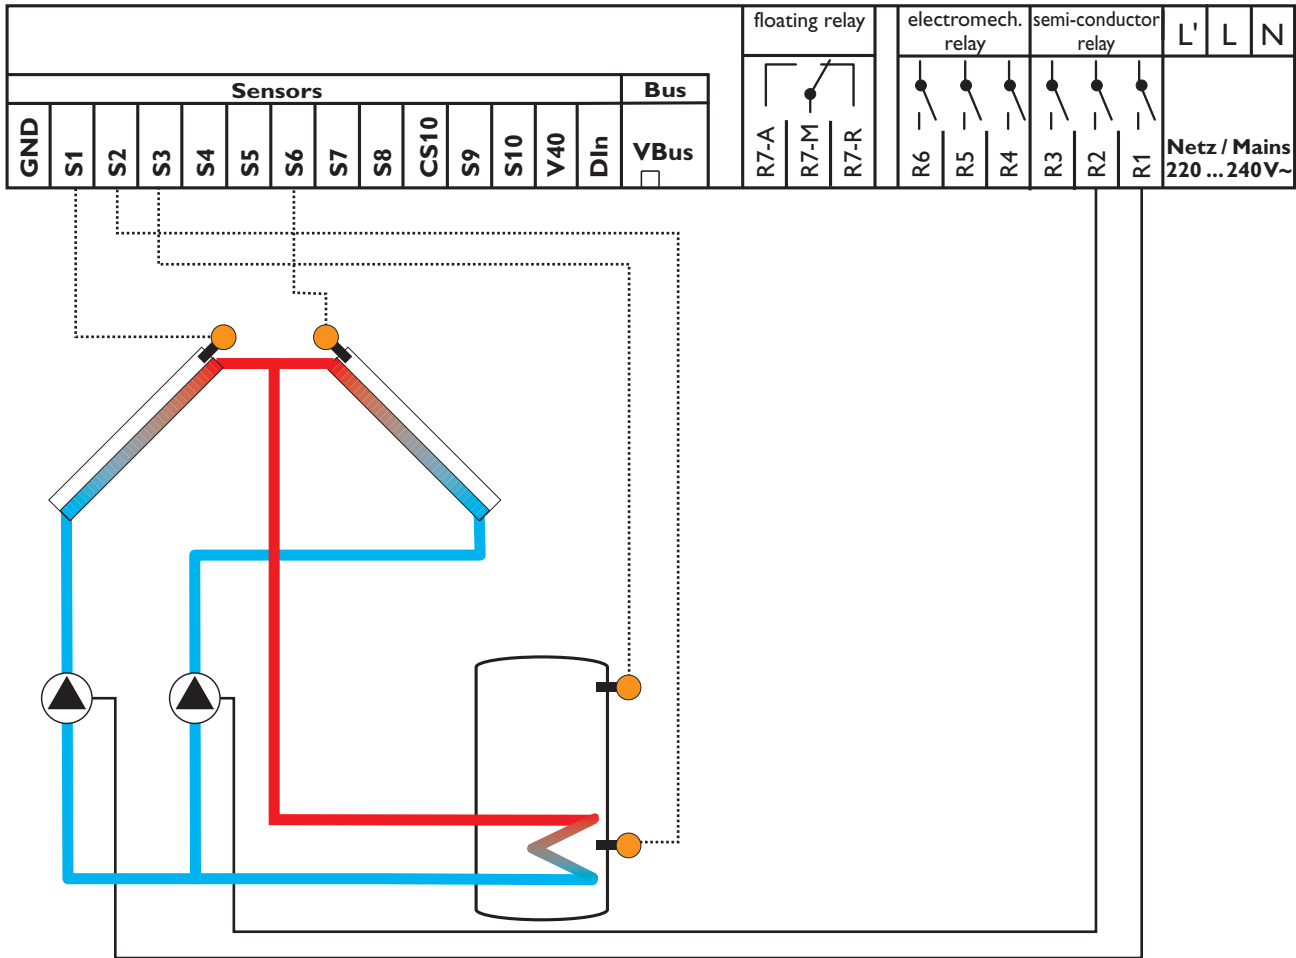 floating relay
electromech.
relay
semi-conductor
relay
L'
L
N
Sensors
Bus
GND
S1
S2
S3
S4
S5
S6
S7
S8
CS10
S9
S10
V40
DIn
VBus
R7-A
R7-M
R7-R
R6
R5
R4
R3
R2
R1
Netz / Mains
220 ... 240 V~